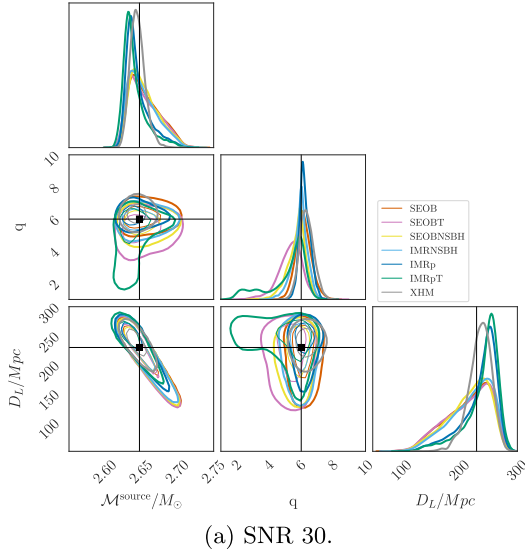 10
8
6
4
2
q
SEOB
SEOBT
SEOBNSBH
IMRNSBH
IMRp
IMRpT
XHM
300
250
200
150
100
D_L/Mpc
2.60 2.65 2.70 2.75 2 4 6 8 10 100 200 300
ℳ^source/M_⊙ q D_L/Mpc
(a) SNR 30.